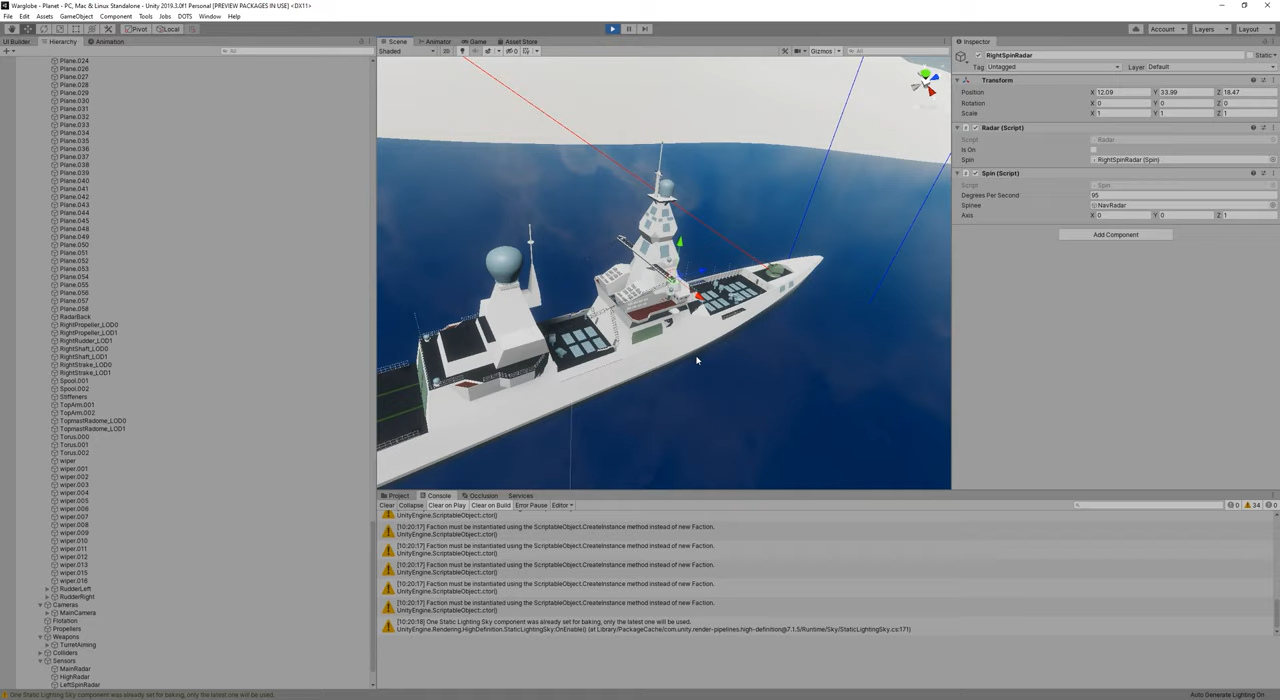 Warglobe - Planet - PC, Mac & Linux Standalone - Unity 2019.3.0f1 Personal [PREVIEW PACKAGES IN USE] <DX11>
File Edit Assets GameObject Component Tools Jobs DOTS Window Help
Pivot Local Account Layers Layout
UI Builder Hierarchy Animation Scene Animator Game Asset Store Inspector
All Shaded 0 Gizmos All
Plane.024
Plane.026
Plane.027
Plane.028
Plane.029
Plane.030
Plane.031
Plane.032
Plane.033
Plane.034
Plane.035
Plane.036
Plane.037
Plane.038
Plane.039
Plane.040
Plane.041
Plane.042
Plane.043
Plane.044
Plane.045
Plane.048
Plane.049
Plane.050
Plane.051
Plane.052
Plane.053
Plane.054
Plane.055
Plane.056
Plane.057
Plane.058
RadarBack
RightPropeller_LOD0
RightPropeller_LOD1
RightRudder_LOD1
RightShaft_LOD0
RightShaft_LOD1
RightStrake_LOD0
RightStrake_LOD1
Spool.001
Spool.002
Stiffeners
TopArm.001
TopArm.002
TopmastRadome_LOD0
TopmastRadome_LOD1
Torus.000
Torus.001
Torus.002
wiper
wiper.001
wiper.002
wiper.003
wiper.004
wiper.005
wiper.006
wiper.007
wiper.008
wiper.009
wiper.010
wiper.011
wiper.012
wiper.013
wiper.015
wiper.016
RudderLeft
RudderRight
Cameras
MainCamera
Flotation
Propellers
Weapons
TurretAiming
Colliders
Sensors
MainRadar
HighRadar
LeftSpinRadar
RightSpinRadar Static
Tag Untagged Layer Default
Transform
Position X 12.09 Y 33.99 Z 18.47
Rotation X 0 Y 0 Z 0
Scale X 1 Y 1 Z 1
Radar (Script)
Script Radar
Is On
Spin RightSpinRadar (Spin)
Spin (Script)
Script Spin
Degrees Per Second 95
Spinee NavRadar
Axis X 0 Y 0 Z 1
Add Component
Project Console Occlusion Services
Clear Collapse Clear on Play Clear on Build Error Pause Editor 0 34 0
UnityEngine.ScriptableObject:.ctor()
[10:20:17] Faction must be instantiated using the ScriptableObject.CreateInstance method instead of new Faction.
UnityEngine.ScriptableObject:.ctor()
[10:20:17] Faction must be instantiated using the ScriptableObject.CreateInstance method instead of new Faction.
UnityEngine.ScriptableObject:.ctor()
[10:20:17] Faction must be instantiated using the ScriptableObject.CreateInstance method instead of new Faction.
UnityEngine.ScriptableObject:.ctor()
[10:20:17] Faction must be instantiated using the ScriptableObject.CreateInstance method instead of new Faction.
UnityEngine.ScriptableObject:.ctor()
[10:20:17] Faction must be instantiated using the ScriptableObject.CreateInstance method instead of new Faction.
UnityEngine.ScriptableObject:.ctor()
[10:20:18] One Static Lighting Sky component was already set for baking, only the latest one will be used.
UnityEngine.Rendering.HighDefinition.StaticLightingSky:OnEnable() (at Library/PackageCache/com.unity.render-pipelines.high-definition@7.1.5/Runtime/Sky/StaticLightingSky.cs:171)
One Static Lighting Sky component was already set for baking, only the latest one will be used.
Auto Generate Lighting On